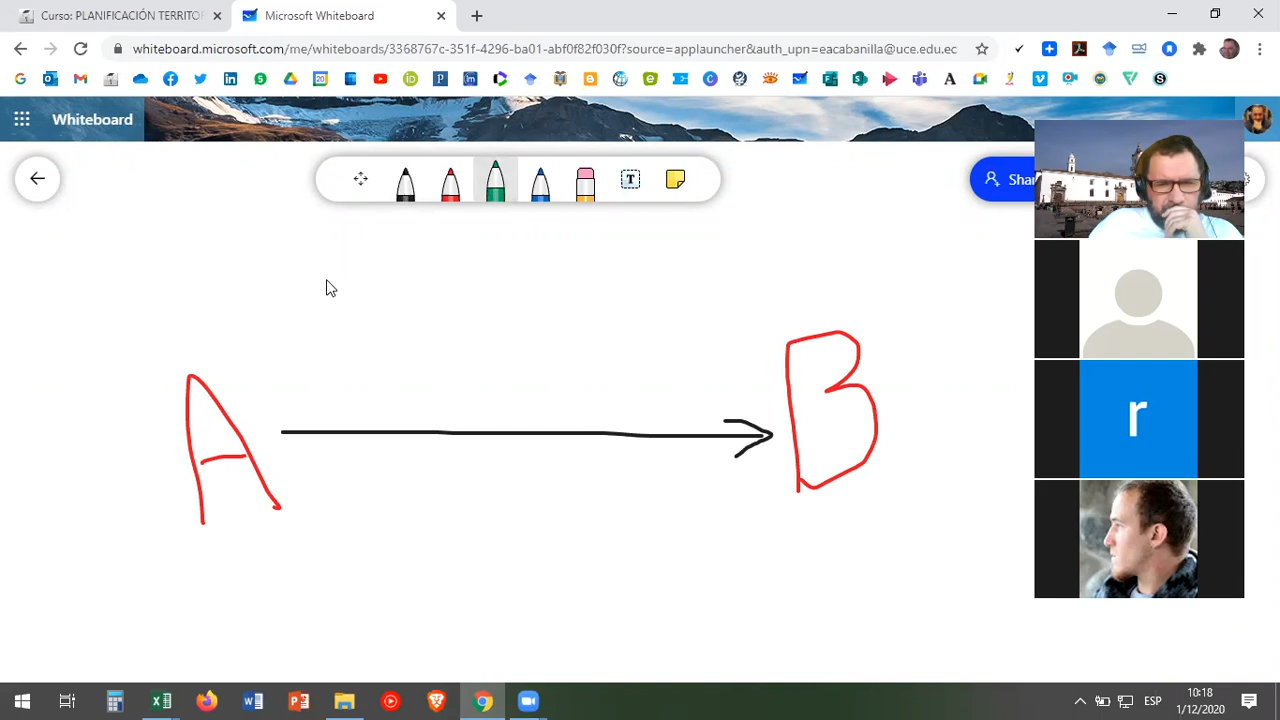 Curso: PLANIFICACIÓN TERRITOR
Microsoft Whiteboard
whiteboard.microsoft.com/me/whiteboards/3368767c-351f-4296-ba01-abf0f82f030f?source=applauncher&auth_upn=eacabanilla@uce.edu.ec
Whiteboard
T
Shar
A
B
r
ESP
10:18
1/12/2020